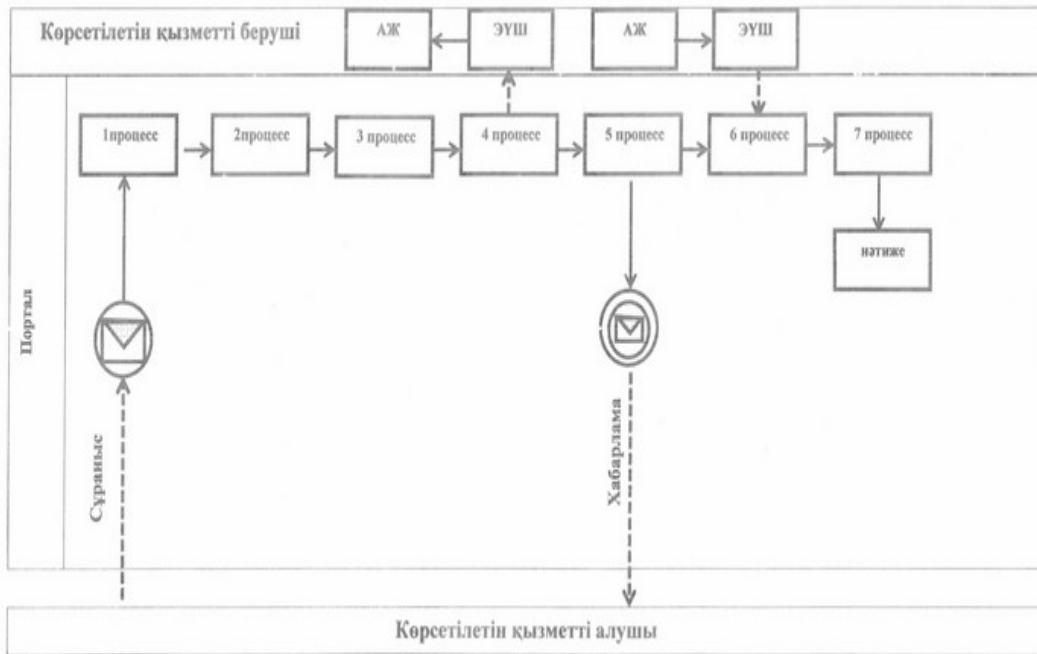 Көрсетілетін қызметті беруші
АЖ
ЭҮШ
АЖ
ЭҮШ
Портал
1процесс
2процесс
3 процесс
4 процесс
5 процесс
6 процесс
7 процесс
нәтиже
Сұраныс
Хабарлама
Көрсетілетін қызметті алушы